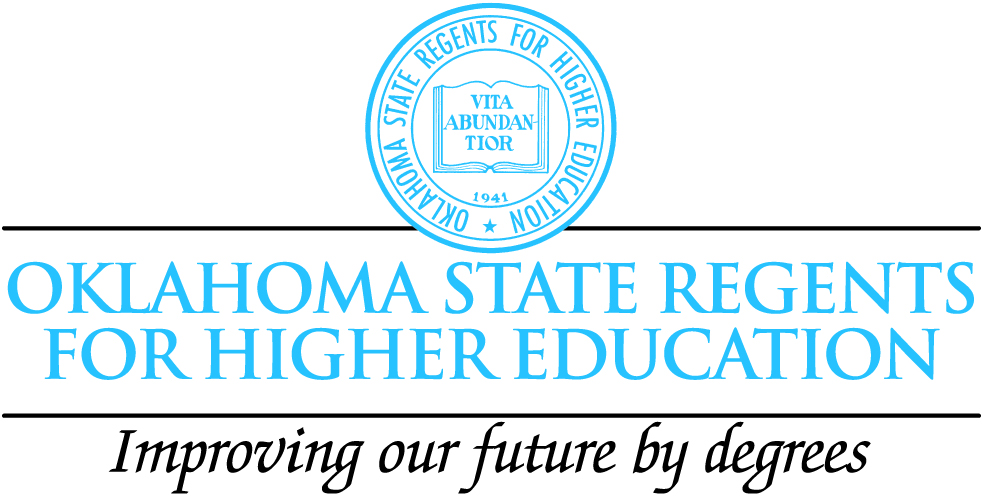 OKLAHOMA STATE REGENTS FOR HIGHER EDUCATION ★
VITA
ABUNDAN-
TIOR
1941
OKLAHOMA STATE REGENTS
FOR HIGHER EDUCATION
Improving our future by degrees